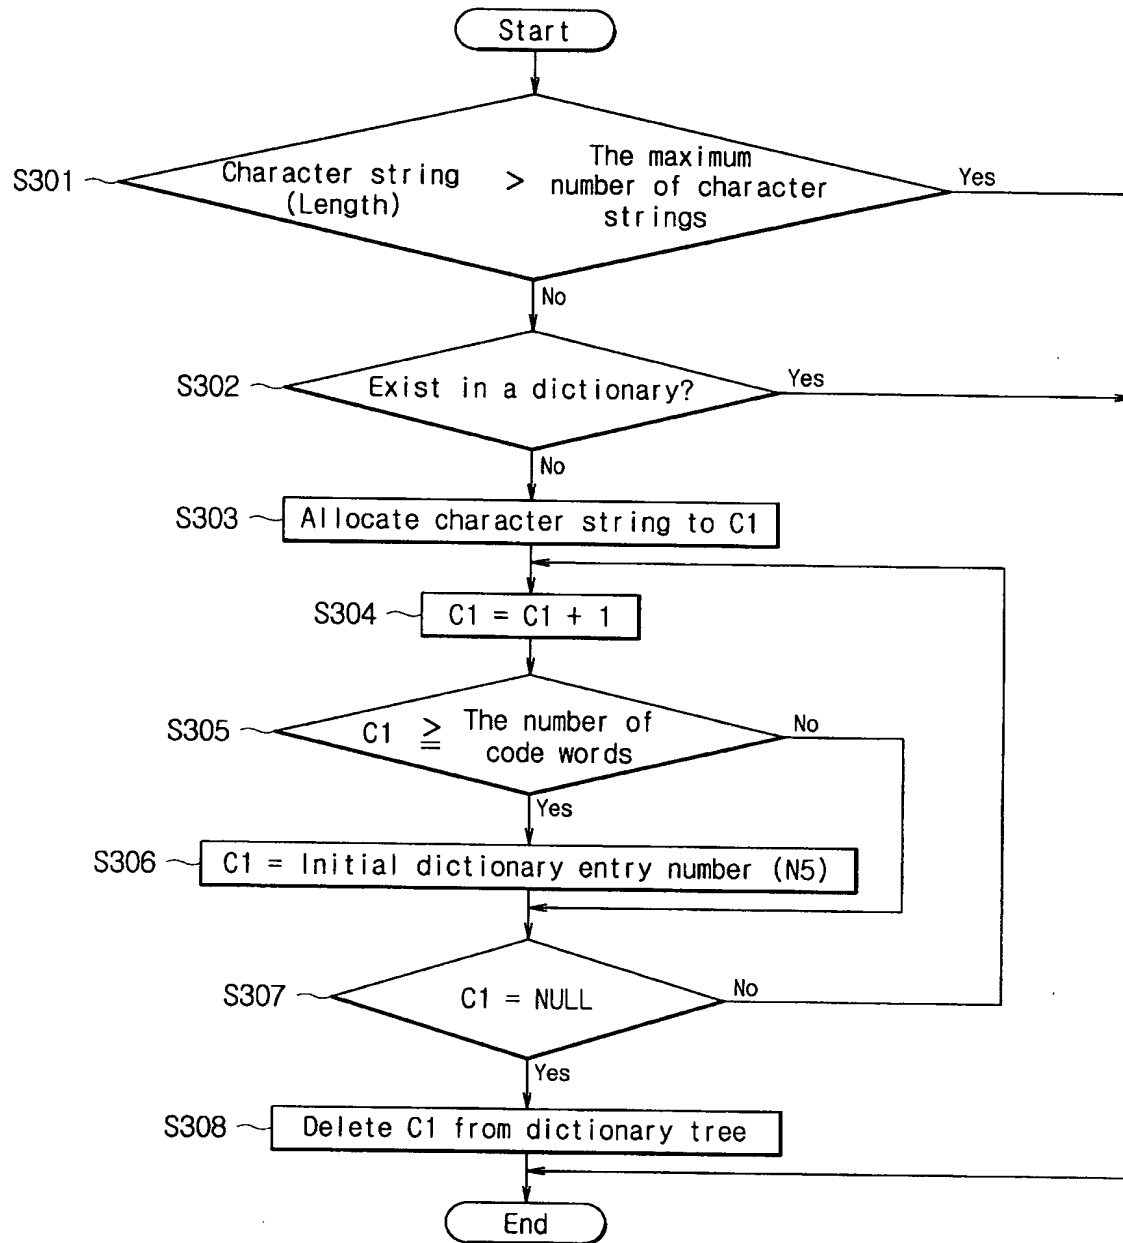 Start
S301
Character string
(Length)
>
The maximum
number of character
strings
Yes
No
S302
Exist in a dictionary?
Yes
No
S303
Allocate character string to C1
S304
C1 = C1 + 1
S305
C1 ≧ The number of
code words
No
Yes
S306
C1 = Initial dictionary entry number (N5)
S307
C1 = NULL
No
Yes
S308
Delete C1 from dictionary tree
End